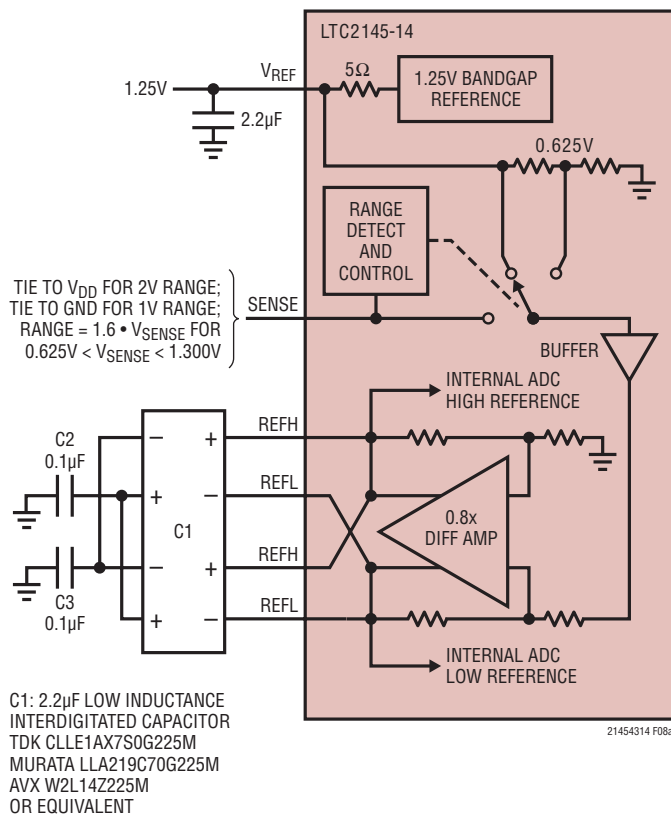 LTC2145-14
VREF
5Ω
1.25V
1.25V BANDGAP
REFERENCE
2.2µF
0.625V
RANGE
DETECT
AND
CONTROL
TIE TO VDD FOR 2V RANGE;
TIE TO GND FOR 1V RANGE;
RANGE = 1.6 • VSENSE FOR
0.625V < VSENSE < 1.300V
SENSE
BUFFER
INTERNAL ADC
HIGH REFERENCE
C2
0.1µF
REFH
– +
REFL
+ –
C1
0.8x
DIFF AMP
REFH
– +
C3
0.1µF
REFL
+ –
INTERNAL ADC
LOW REFERENCE
21454314 F08a
C1: 2.2µF LOW INDUCTANCE
INTERDIGITATED CAPACITOR
TDK CLLE1AX7S0G225M
MURATA LLA219C70G225M
AVX W2L14Z225M
OR EQUIVALENT